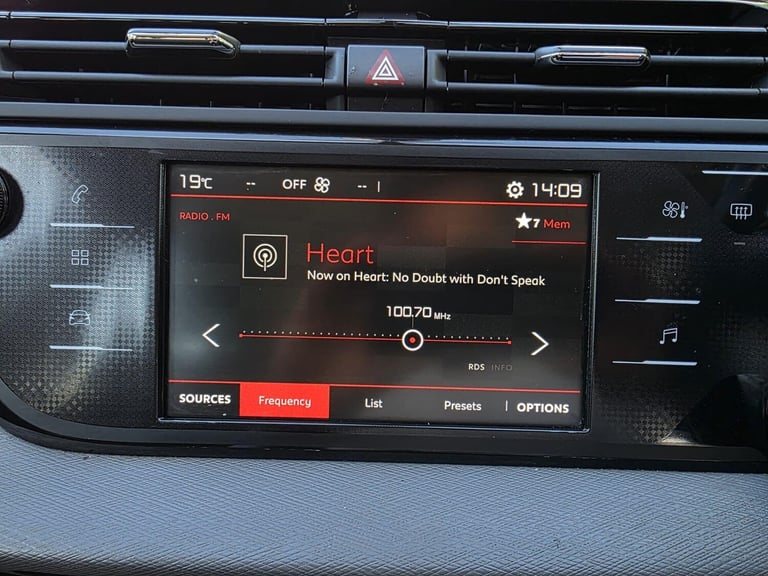 19°C -- OFF -- | 14:09
RADIO . FM
★7 Mem
Heart
Now on Heart: No Doubt with Don't Speak
100.70 MHz
RDS INFO
SOURCES Frequency List Presets | OPTIONS